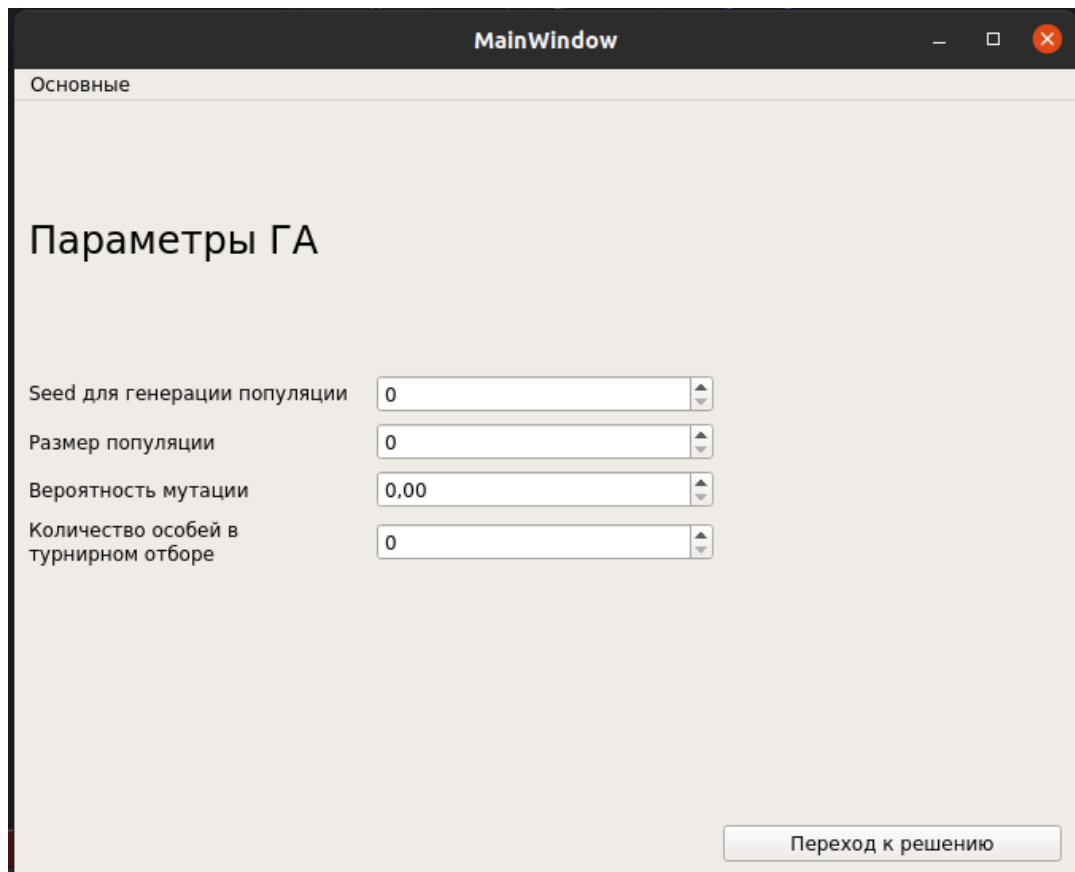 MainWindow
Основные
Параметры ГА
Seed для генерации популяции 0
Размер популяции 0
Вероятность мутации 0,00
Количество особей в
турнирном отборе 0
Переход к решению